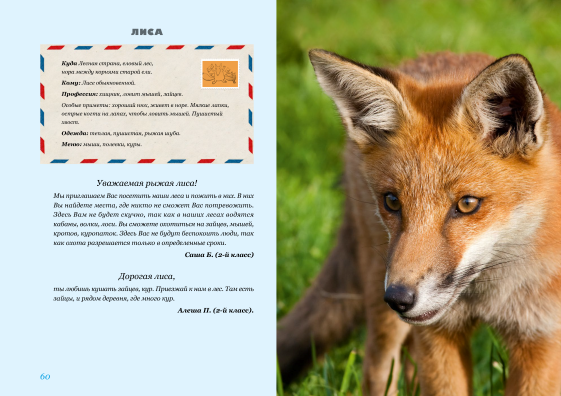 ЛИСА
Куда Лесная страна, еловый лес,
нора между корнями старой ели.
Кому: Лисе обыкновенной.
Профессия: хищник, ловит мышей, зайцев.
Особые приметы: хороший нюх, живет в норе. Мягкие лапки,
острые когти на лапах, чтобы ловить мышей. Пушистый
хвост.
Одежда: теплая, пушистая, рыжая шуба.
Меню: мыши, полевки, куры.
Уважаемая рыжая лиса!
Мы приглашаем Вас посетить наши леса и пожить в них. В них
Вы найдете места, где никто не сможет Вас потревожить.
Здесь Вам не будет скучно, так как в наших лесах водятся
кабаны, волки, лоси. Вы сможете охотиться на зайцев, мышей,
кротов, куропаток. Здесь Вас не будут беспокоить люди, так
как охота разрешается только в определенные сроки.
Саша Б. (2-й класс)
Дорогая лиса,
ты любишь кушать зайцев, кур. Приезжай к нам в лес. Там есть
зайцы, и рядом деревня, где много кур.
Алеша П. (2-й класс).
60